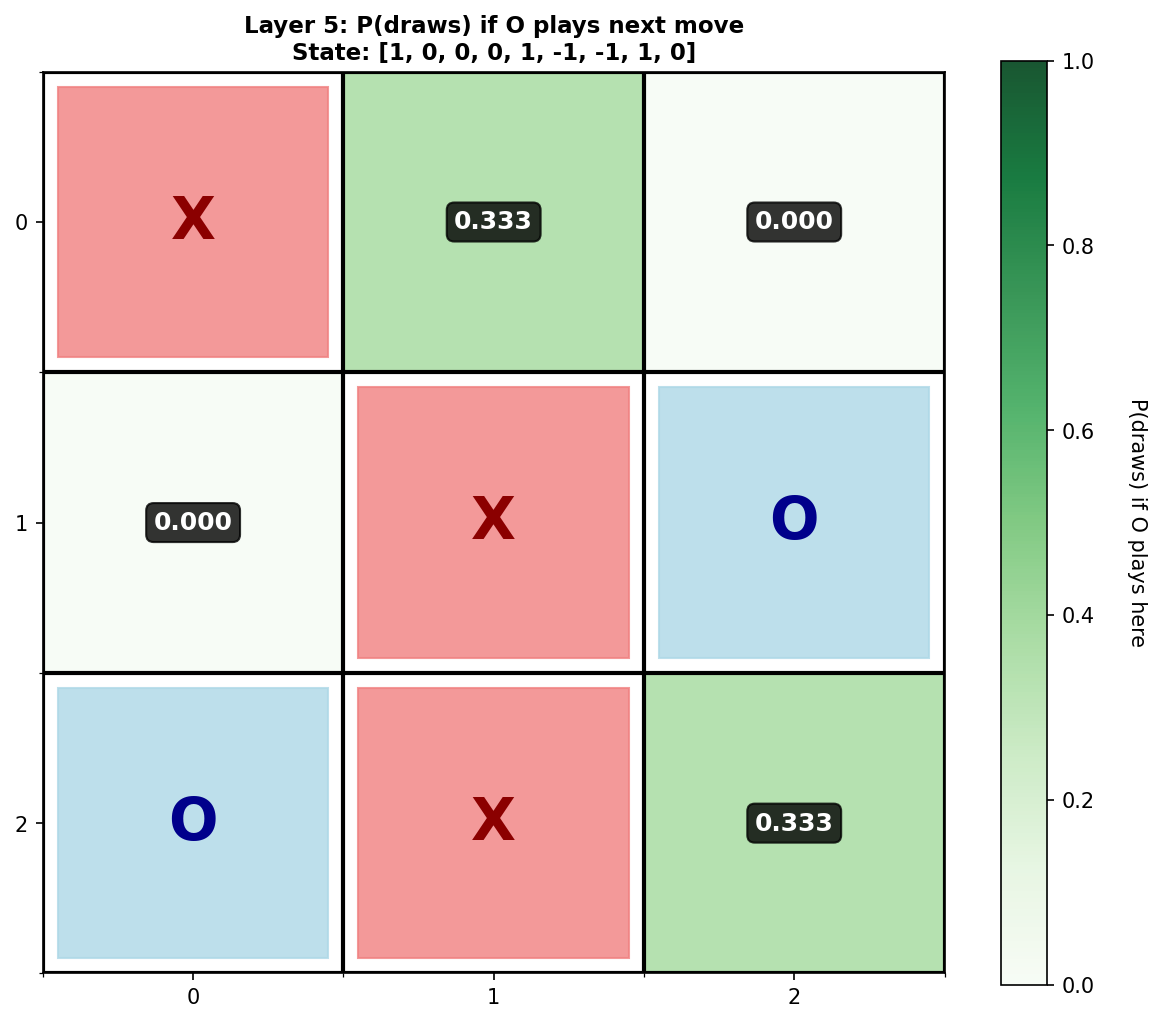 Layer 5: P(draws) if O plays next move
State: [1, 0, 0, 0, 1, -1, -1, 1, 0]
X
0.333
0.000
0.000
X
O
O
X
0.333
0
1
2
0
1
2
1.0
0.8
0.6
0.4
0.2
0.0
P(draws) if O plays here